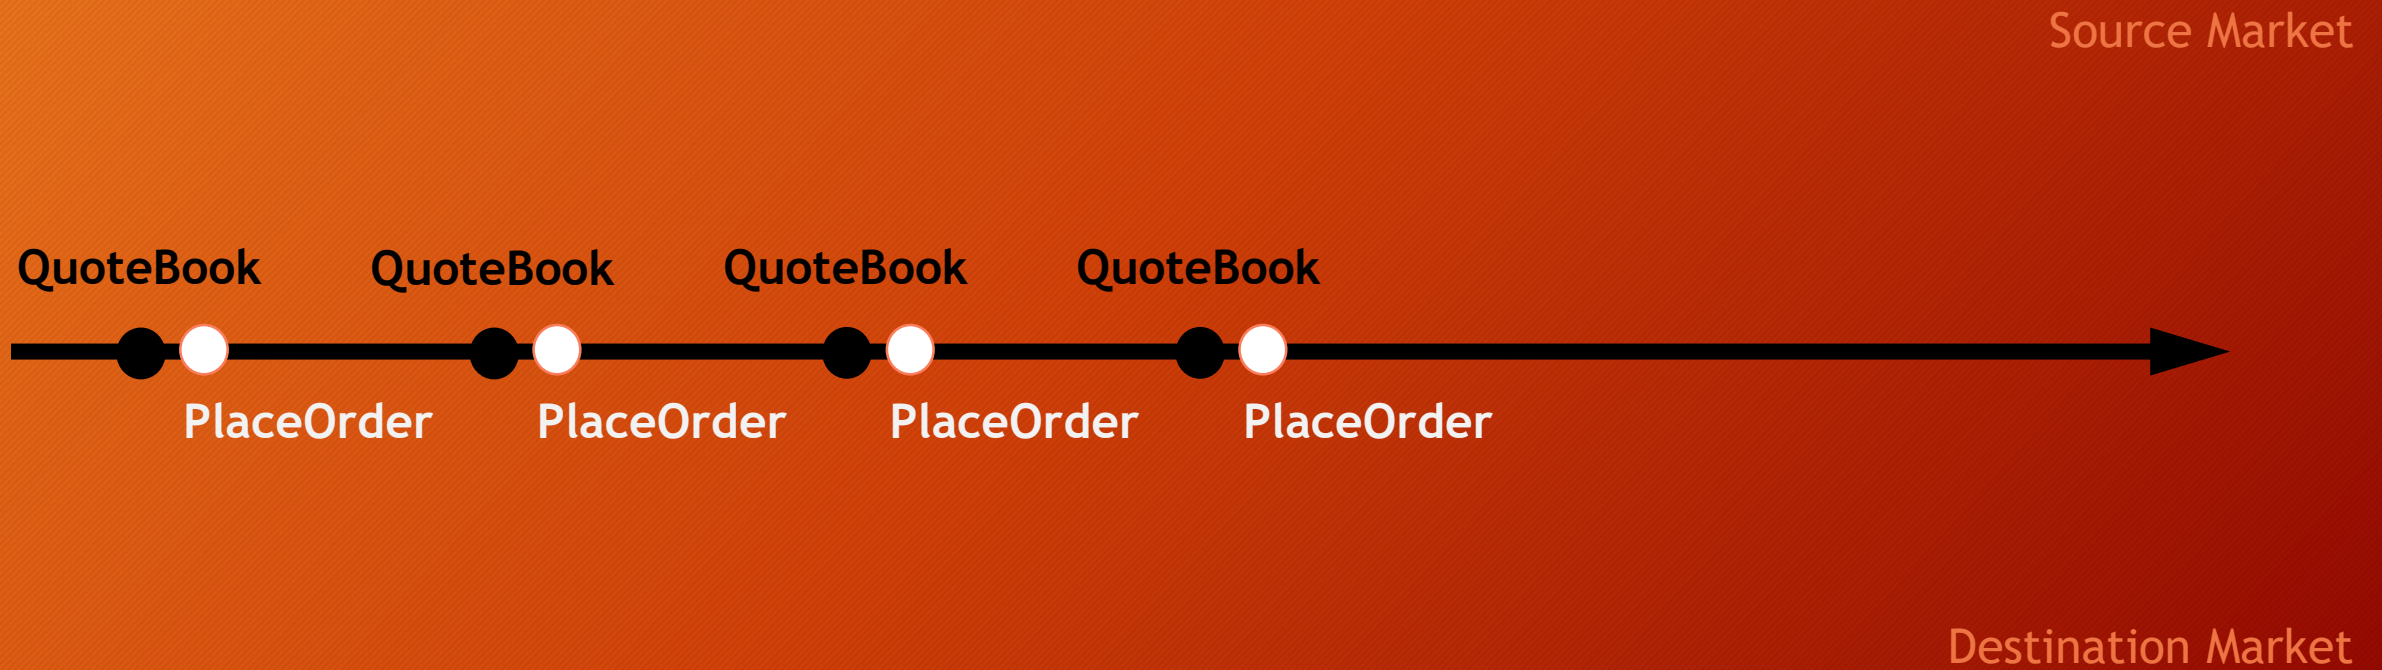 Source Market
QuoteBook QuoteBook QuoteBook QuoteBook
PlaceOrder PlaceOrder PlaceOrder PlaceOrder
Destination Market